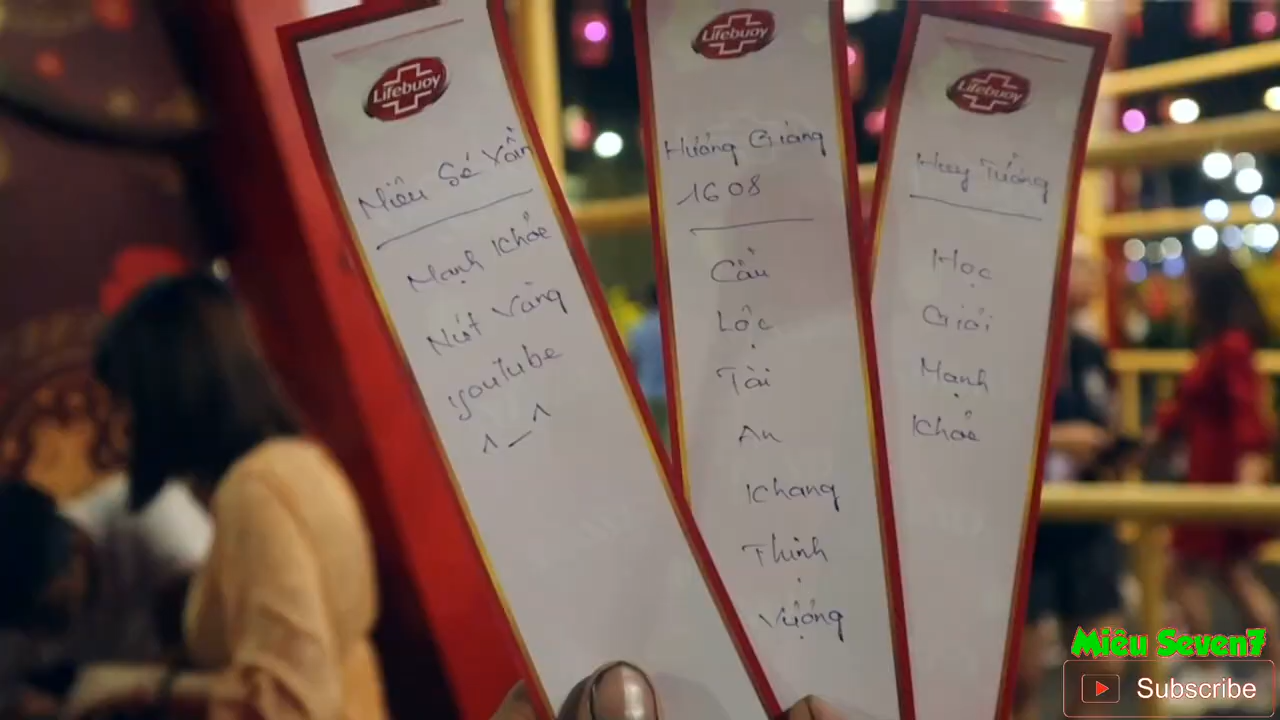 Lifebuoy
Miêu Sé Vần
Mạnh Khỏe
Nút Vàng
youtube
^_^
Lifebuoy
Hương Giảng
1608
Cầu
Lộc
Tài
An
Khang
Thịnh
Vượng
Lifebuoy
Huy Tưởng
Học
Giỏi
Mạnh
Khỏe
Miêu Seven7
Subscribe